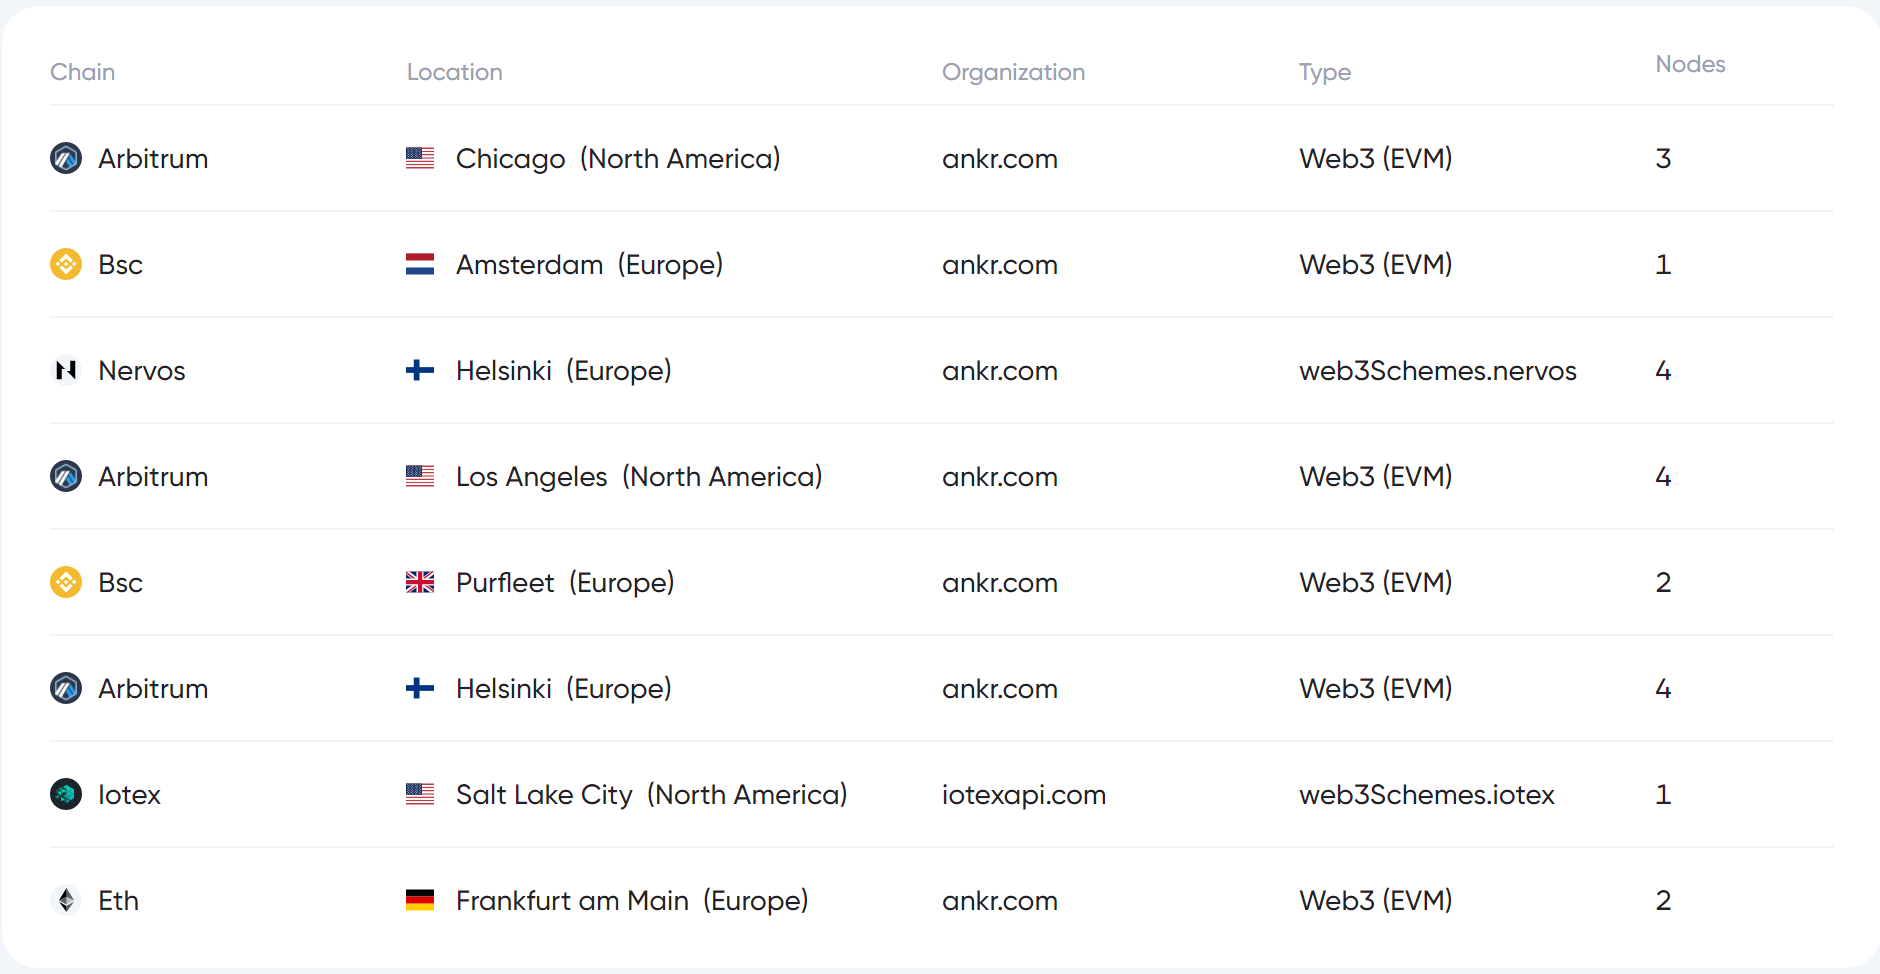 Chain Location Organization Type Nodes
Arbitrum Chicago (North America) ankr.com Web3 (EVM) 3
Bsc Amsterdam (Europe) ankr.com Web3 (EVM) 1
Nervos Helsinki (Europe) ankr.com web3Schemes.nervos 4
Arbitrum Los Angeles (North America) ankr.com Web3 (EVM) 4
Bsc Purfleet (Europe) ankr.com Web3 (EVM) 2
Arbitrum Helsinki (Europe) ankr.com Web3 (EVM) 4
Iotex Salt Lake City (North America) iotexapi.com web3Schemes.iotex 1
Eth Frankfurt am Main (Europe) ankr.com Web3 (EVM) 2